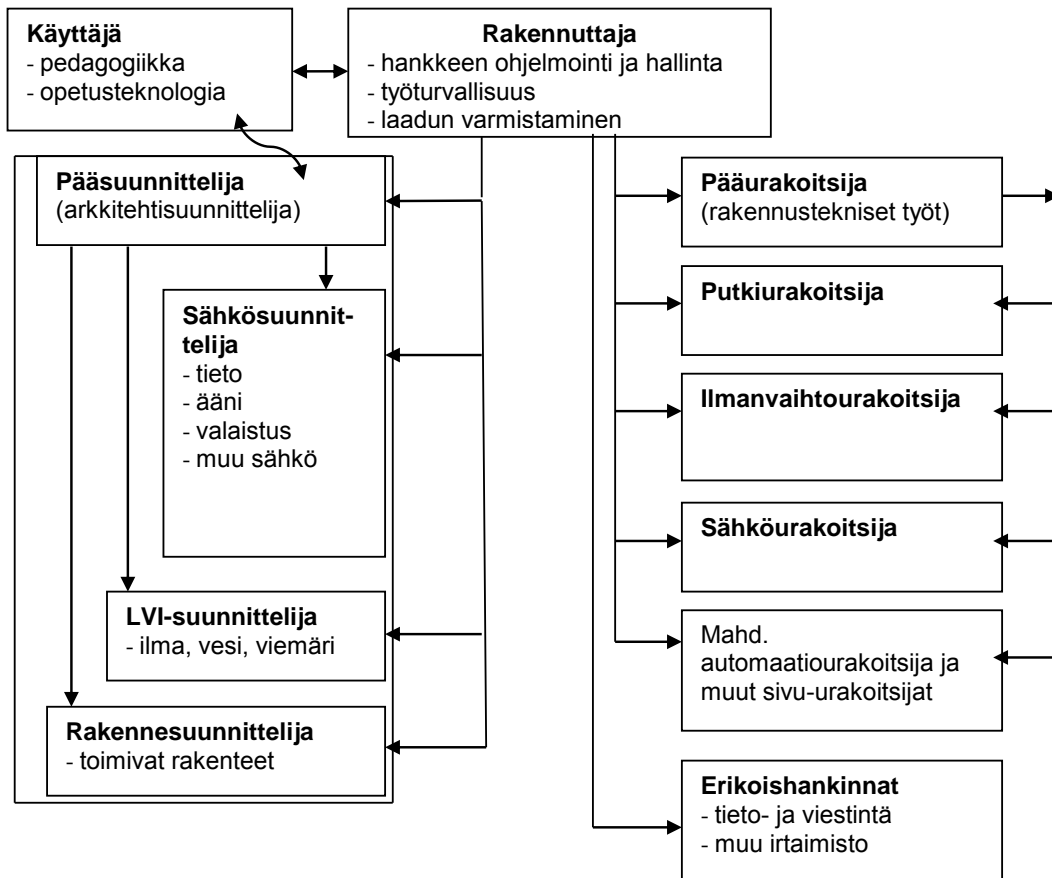 Käyttäjä
- pedagogiikka
- opetusteknologia
Rakennuttaja
- hankkeen ohjelmointi ja hallinta
- työturvallisuus
- laadun varmistaminen
Pääsuunnittelija
(arkkitehtisuunnittelija)
Sähkösuunnit-
telija
- tieto
- ääni
- valaistus
- muu sähkö
LVI-suunnittelija
- ilma, vesi, viemäri
Rakennesuunnittelija
- toimivat rakenteet
Pääurakoitsija
(rakennustekniset työt)
Putkiurakoitsija
Ilmanvaihtourakoitsija
Sähköurakoitsija
Mahd.
automaatiourakoitsija ja
muut sivu-urakoitsijat
Erikoishankinnat
- tieto- ja viestintä
- muu irtaimisto